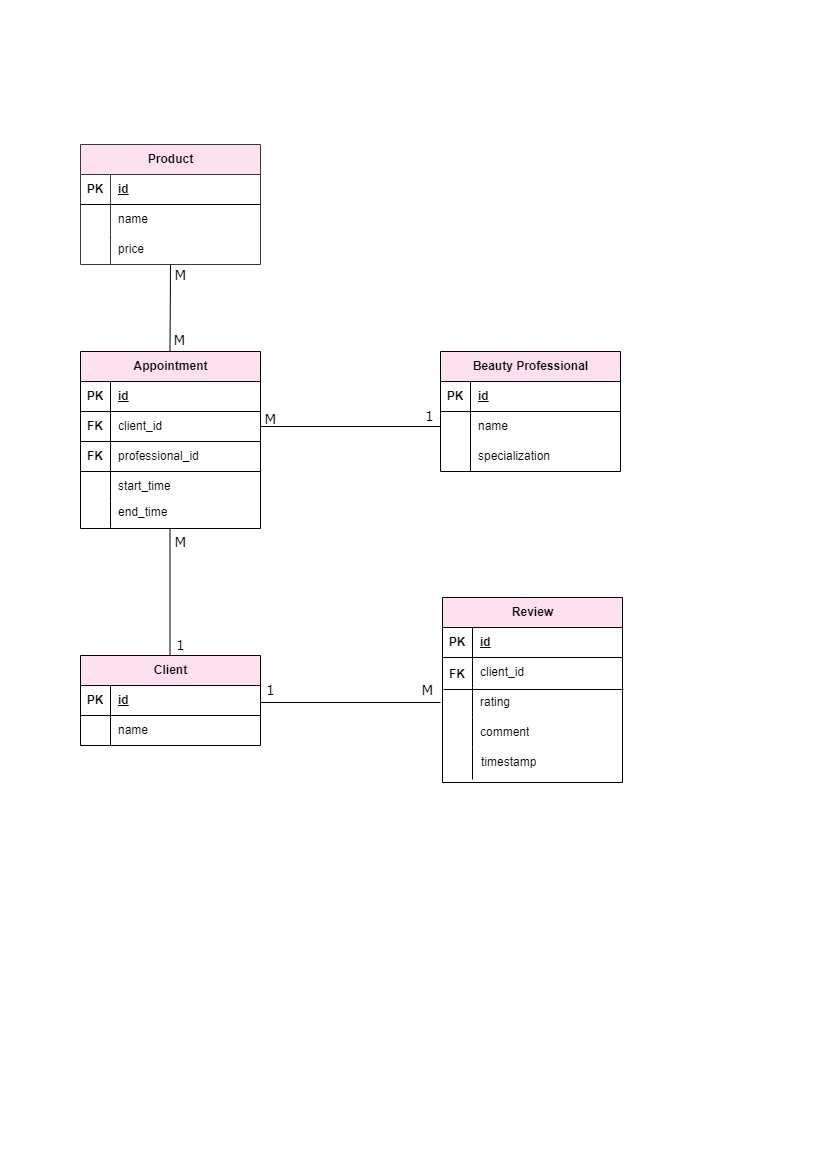 Product
PK id
name
price
M
M
Appointment
PK id
FK client_id
FK professional_id
start_time
end_time
M
1
Beauty Professional
PK id
name
specialization
M
1
Client
PK id
name
1
M
Review
PK id
FK client_id
rating
comment
timestamp